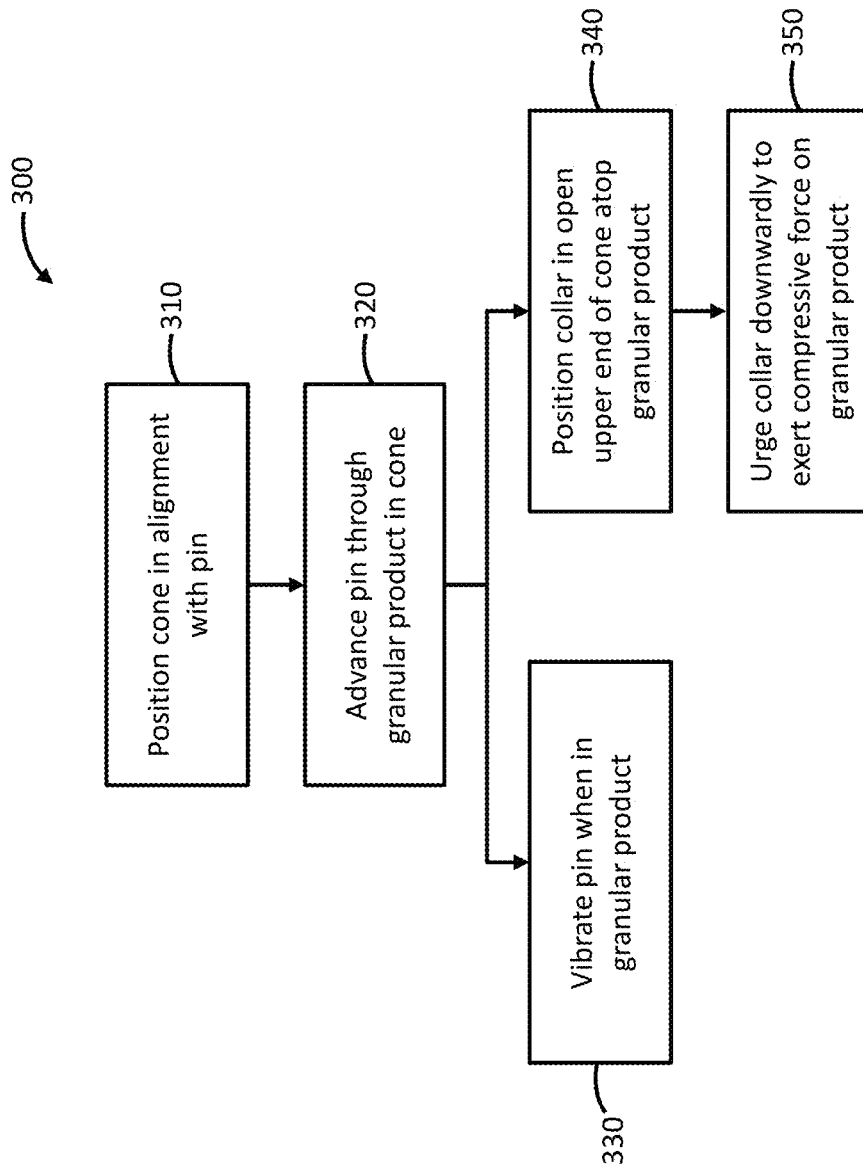 300
310
Position cone in alignment
with pin
320
Advance pin through
granular product in cone
330
Vibrate pin when in
granular product
340
Position collar in open
upper end of cone atop
granular product
350
Urge collar downwardly to
exert compressive force on
granular product